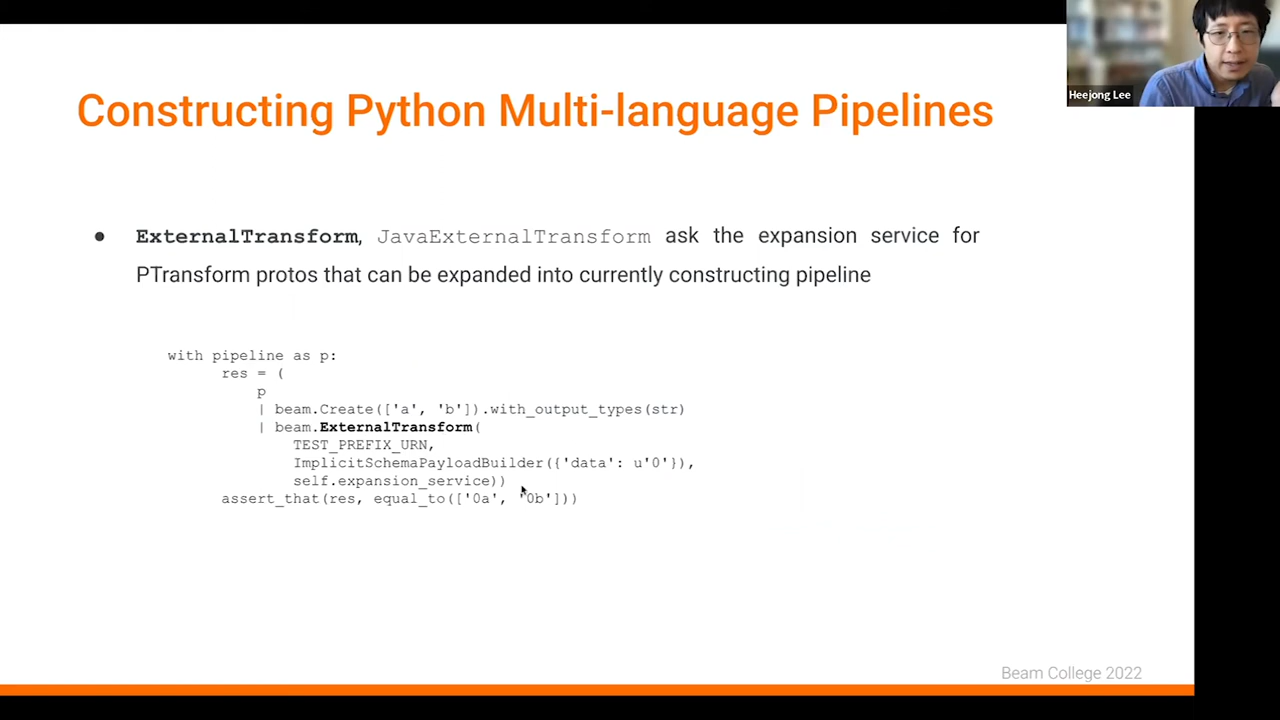 Heejong Lee
Constructing Python Multi-language Pipelines
● ExternalTransform, JavaExternalTransform ask the expansion service for
PTransform protos that can be expanded into currently constructing pipeline
with pipeline as p:
res = (
p
| beam.Create(['a', 'b']).with_output_types(str)
| beam.ExternalTransform(
TEST_PREFIX_URN,
ImplicitSchemaPayloadBuilder({'data': u'0'}),
self.expansion_service))
assert_that(res, equal_to(['0a', '0b']))
Beam College 2022